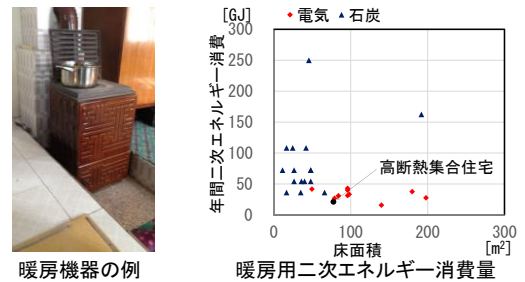 [GJ]
電気 石炭
300
250
200
150
100
50
0
年間二次エネルギー消費
高断熱集合住宅
0 100 200 300
床面積
[m²]
暖房機器の例
暖房用二次エネルギー消費量